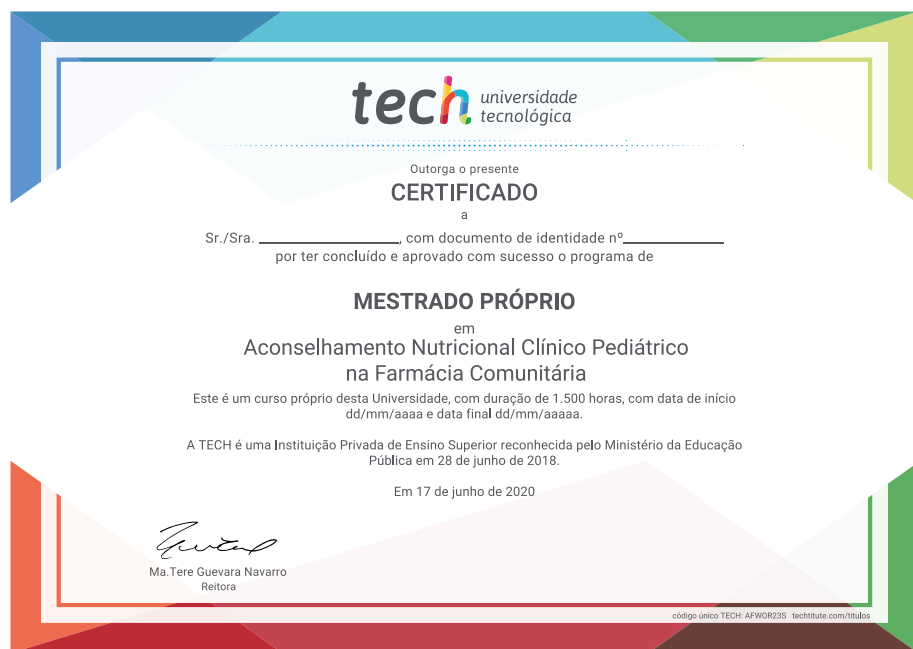 tech universidade
tecnológica
Outorga o presente
CERTIFICADO
a
Sr./Sra. ____________________, com documento de identidade nº______________
por ter concluído e aprovado com sucesso o programa de
MESTRADO PRÓPRIO
em
Aconselhamento Nutricional Clínico Pediátrico
na Farmácia Comunitária
Este é um curso próprio desta Universidade, com duração de 1.500 horas, com data de início
dd/mm/aaaa e data final dd/mm/aaaaa.
A TECH é uma Instituição Privada de Ensino Superior reconhecida pelo Ministério da Educação
Pública em 28 de junho de 2018.
Em 17 de junho de 2020
Ma.Tere Guevara Navarro
Reitora
código único TECH: AFWOR23S techtitute.com/titulos